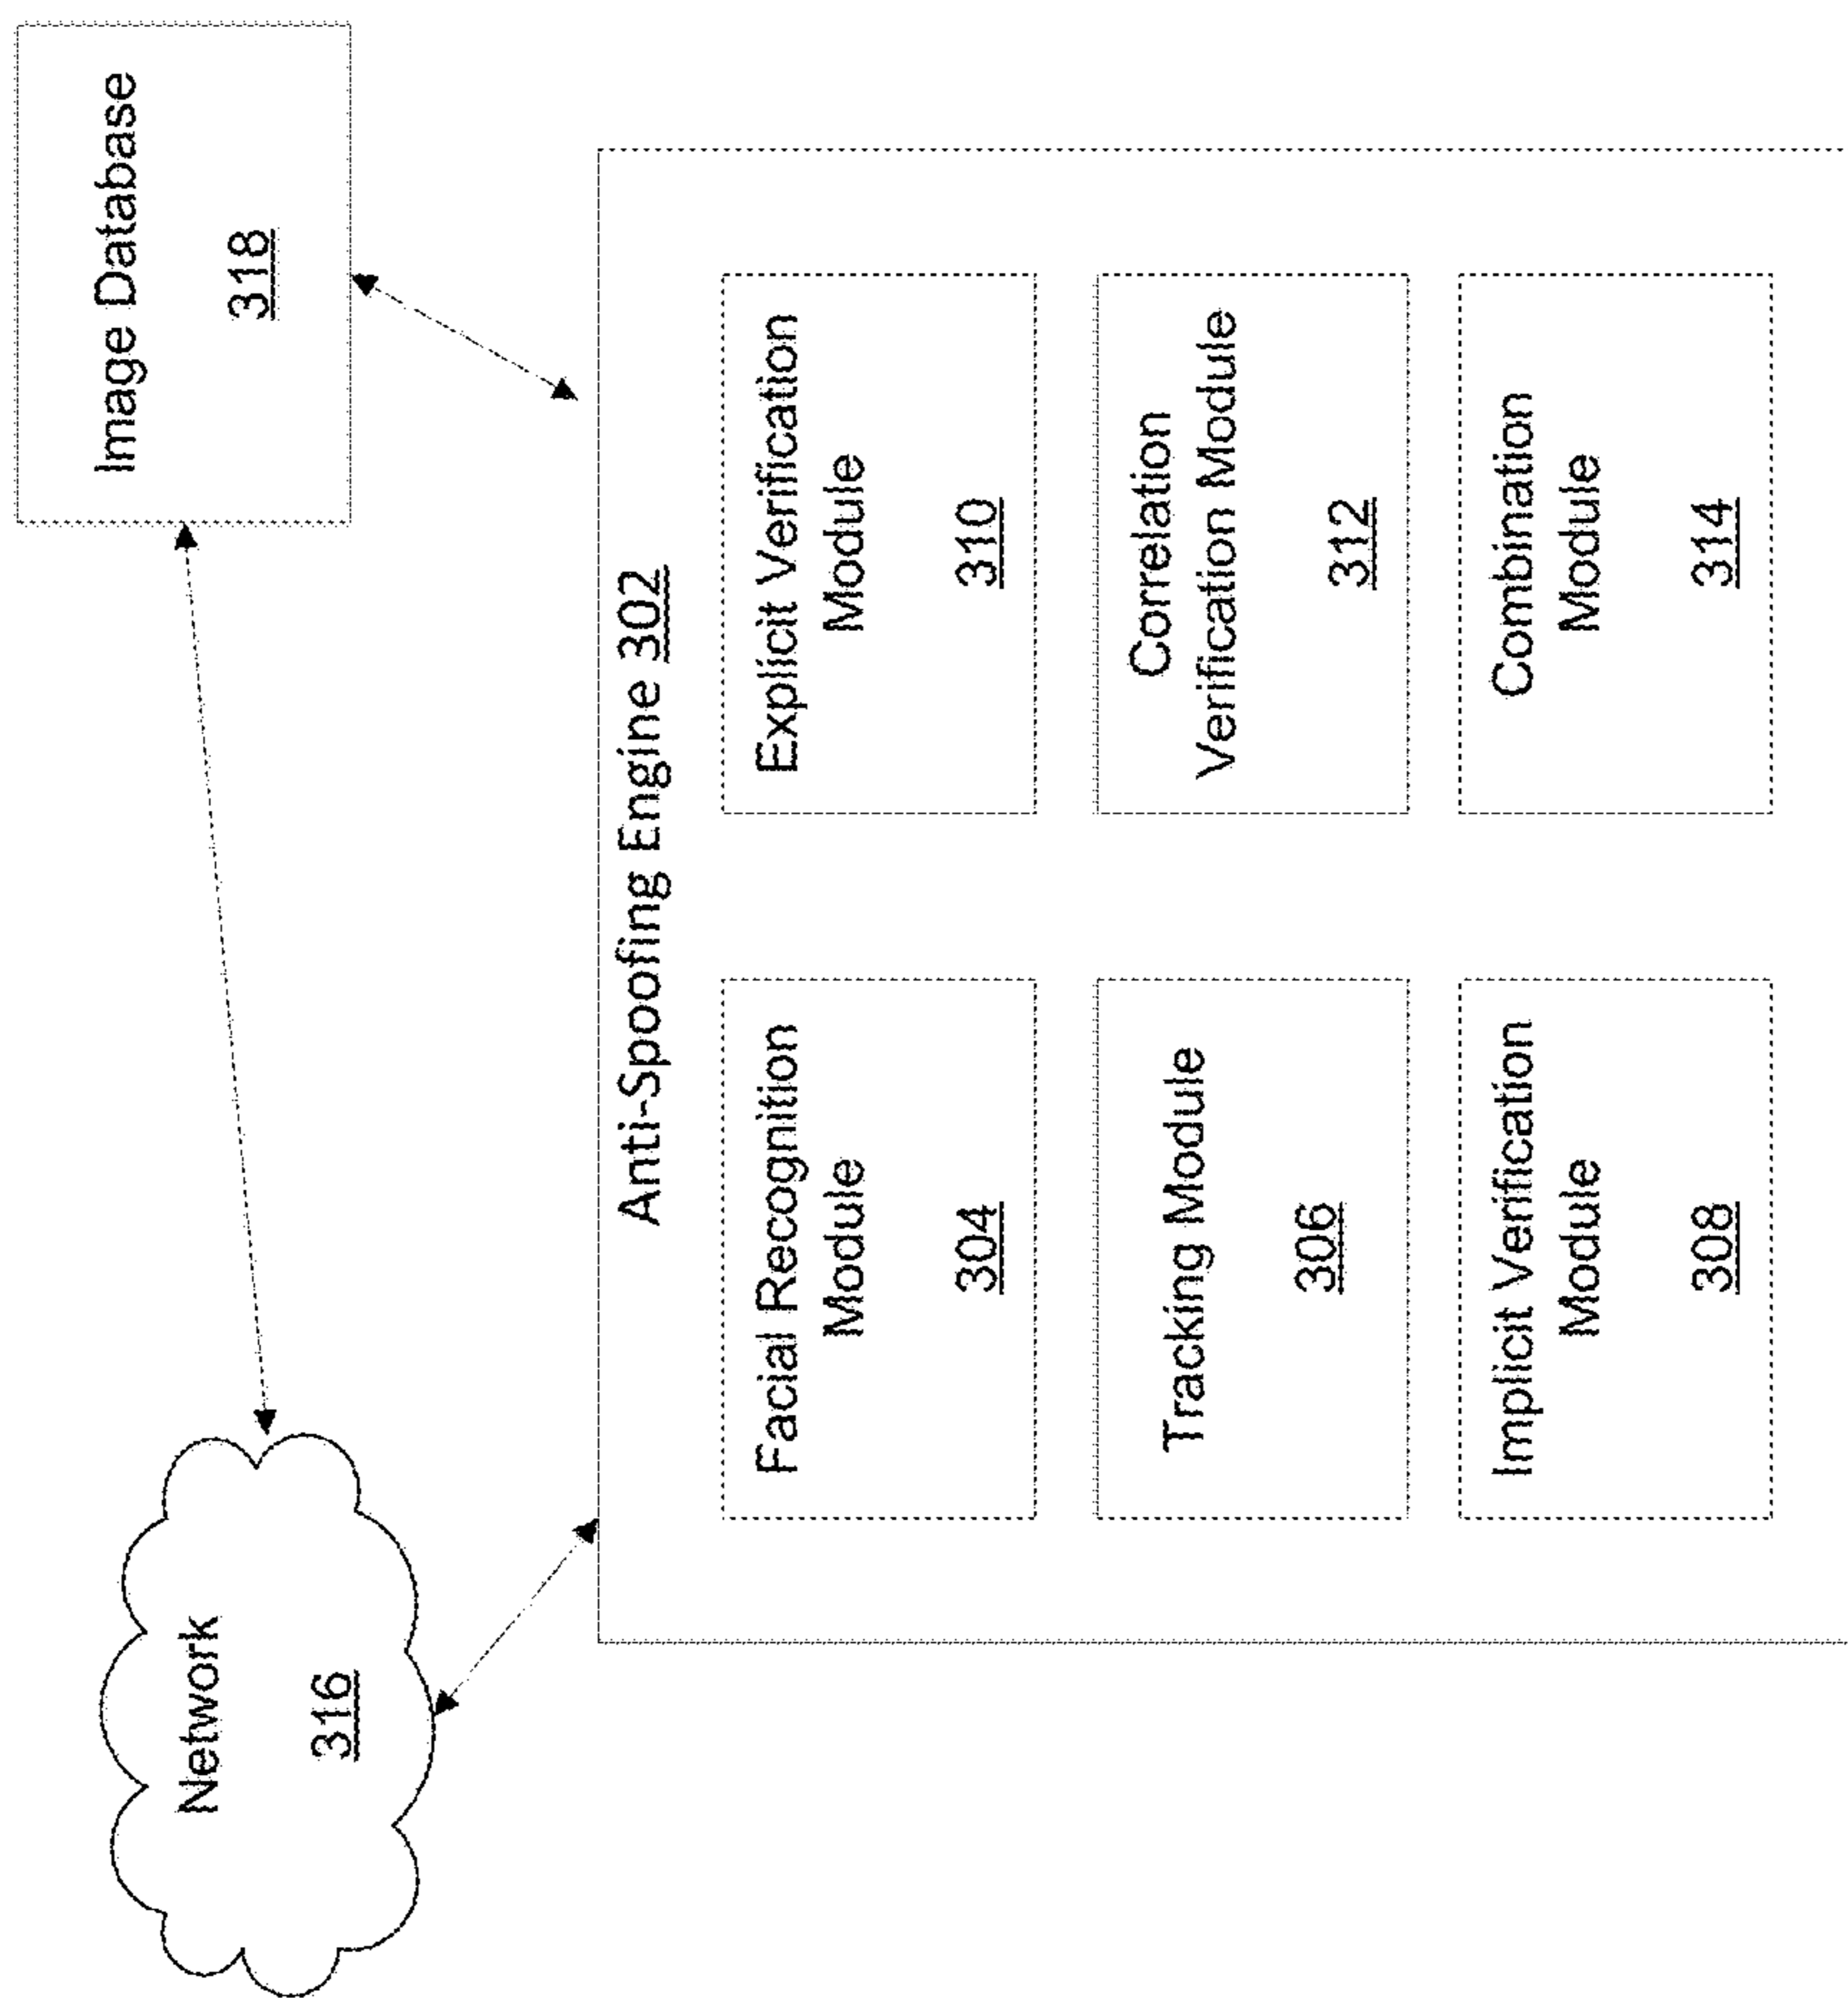 Network
316
Image Database
318
Anti-Spoofing Engine 302
Facial Recognition
Module
304
Explicit Verification
Module
310
Tracking Module
306
Correlation
Verification Module
312
Implicit Verification
Module
308
Combination
Module
314